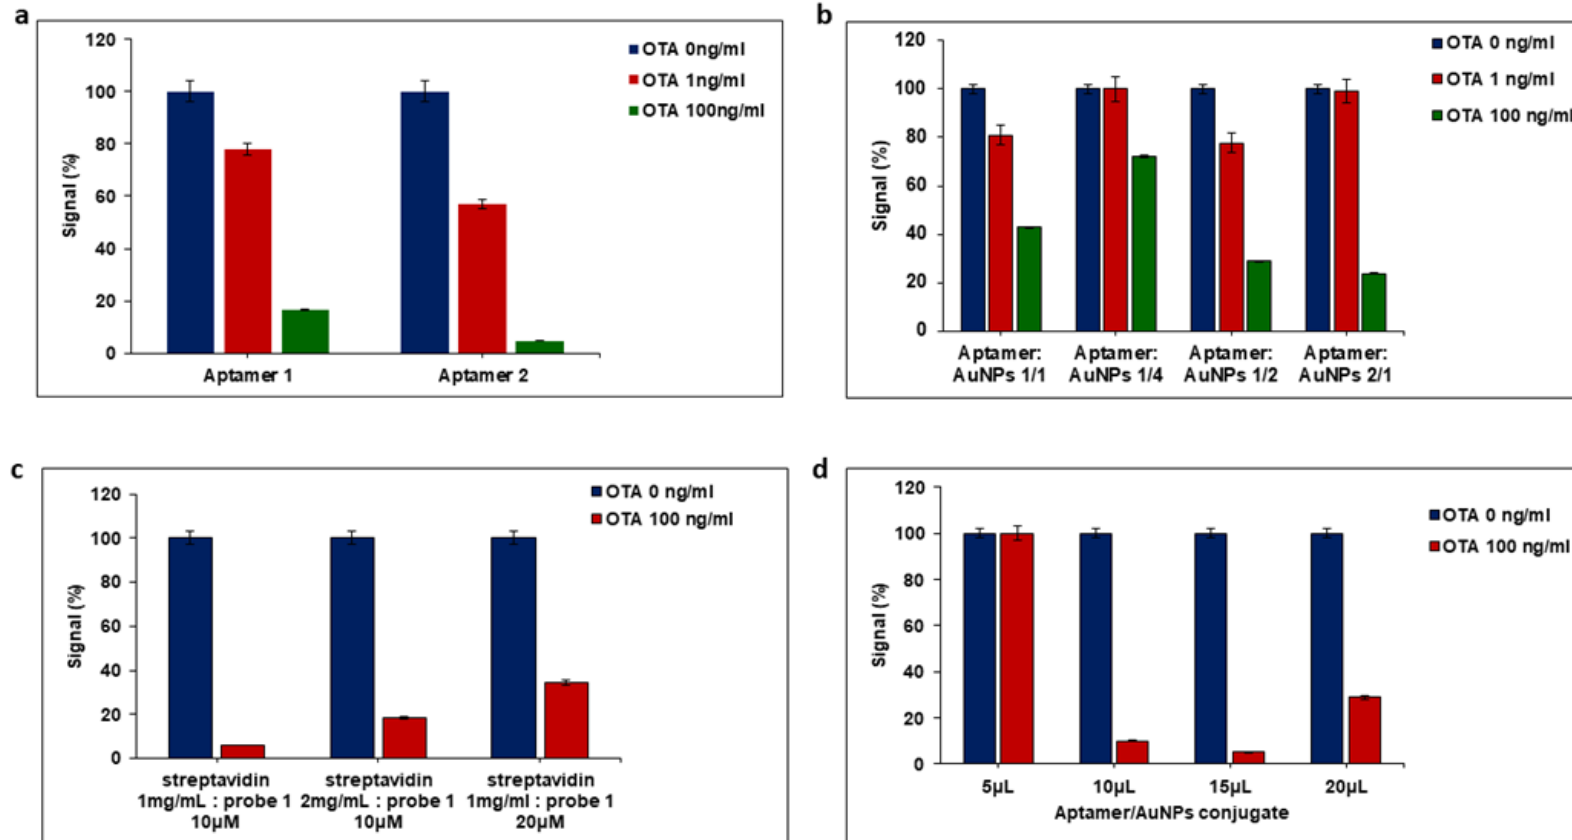 a
120
100
80
60
40
20
0
Signal (%)
OTA 0ng/ml
OTA 1ng/ml
OTA 100ng/ml
Aptamer 1
Aptamer 2
b
120
100
80
60
40
20
0
Signal (%)
OTA 0 ng/ml
OTA 1 ng/ml
OTA 100 ng/ml
Aptamer:
AuNPs 1/1
Aptamer:
AuNPs 1/4
Aptamer:
AuNPs 1/2
Aptamer:
AuNPs 2/1
c
120
100
80
60
40
20
0
Signal (%)
OTA 0 ng/ml
OTA 100 ng/ml
streptavidin
1mg/mL : probe 1
10µM
streptavidin
2mg/mL : probe 1
10µM
streptavidin
1mg/ml : probe 1
20µM
d
120
100
80
60
40
20
0
Signal (%)
OTA 0 ng/ml
OTA 100 ng/ml
5µL
10µL
15µL
20µL
Aptamer/AuNPs conjugate